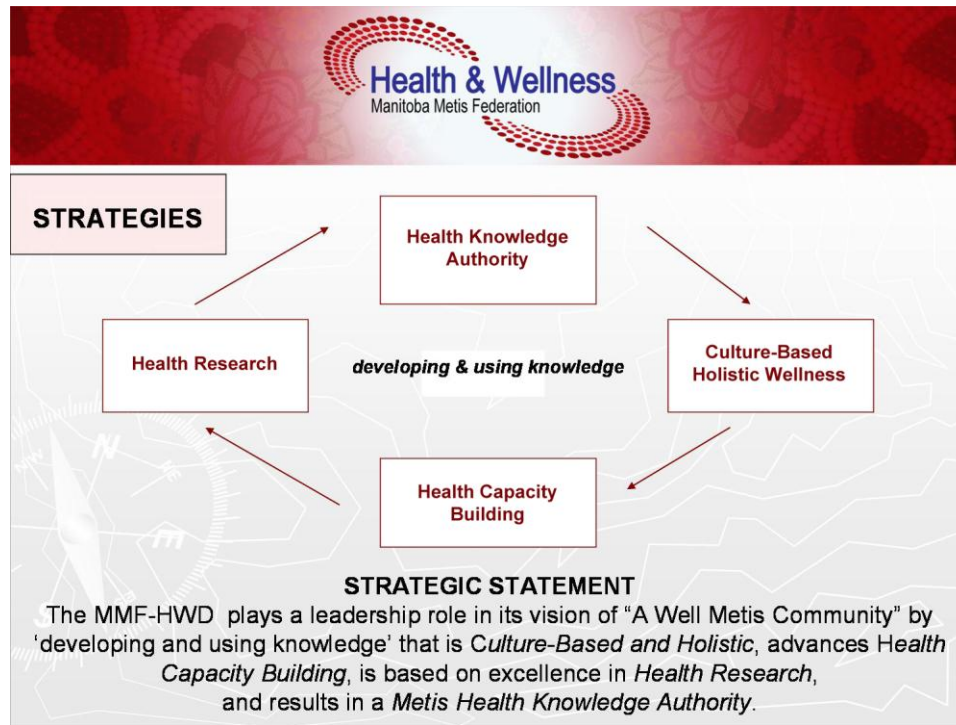 Health & Wellness
Manitoba Metis Federation
STRATEGIES
Health Knowledge
Authority
Health Research
developing & using knowledge
Culture-Based
Holistic Wellness
Health Capacity
Building
N
NW
NE
E
S
STRATEGIC STATEMENT
The MMF-HWD plays a leadership role in its vision of “A Well Metis Community” by
‘developing and using knowledge’ that is Culture-Based and Holistic, advances Health
Capacity Building, is based on excellence in Health Research,
and results in a Metis Health Knowledge Authority.